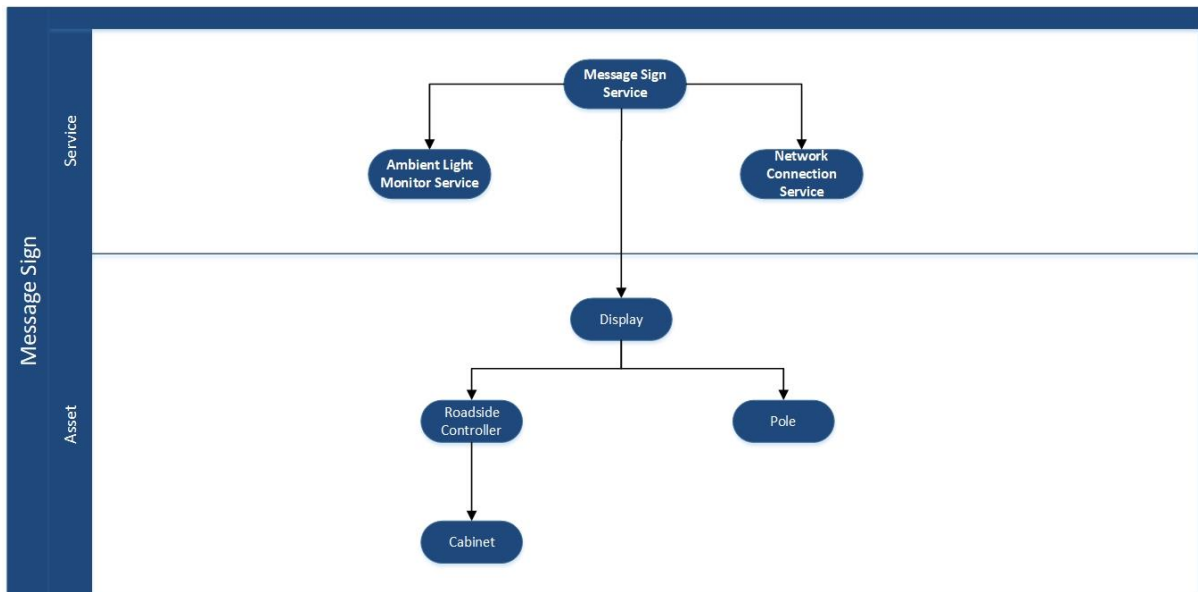 Message Sign
Service
Message Sign
Service
Ambient Light
Monitor Service
Network
Connection
Service
Asset
Display
Roadside
Controller
Pole
Cabinet